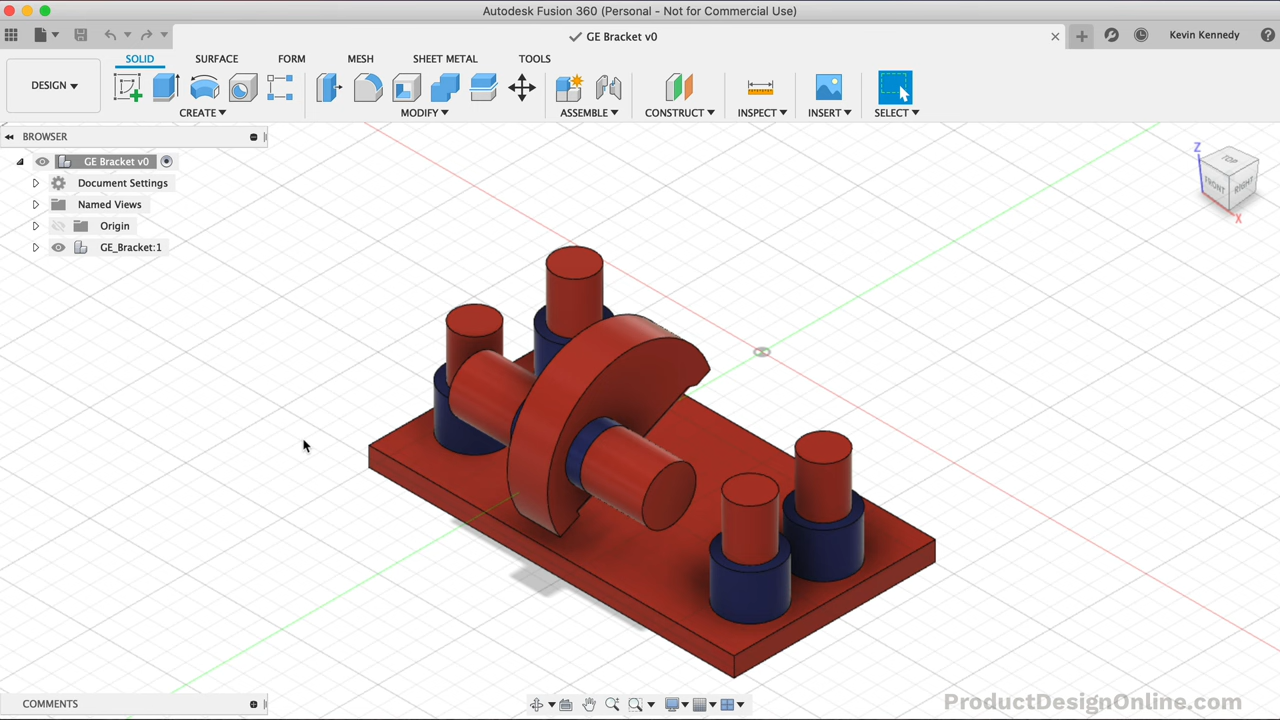 Autodesk Fusion 360 (Personal - Not for Commercial Use)
GE Bracket v0
Kevin Kennedy
SOLID SURFACE FORM MESH SHEET METAL TOOLS
DESIGN
CREATE MODIFY ASSEMBLE CONSTRUCT INSPECT INSERT SELECT
BROWSER
GE Bracket v0
Document Settings
Named Views
Origin
GE_Bracket:1
Z
TOP
FRONT
RIGHT
X
COMMENTS
ProductDesignOnline.com